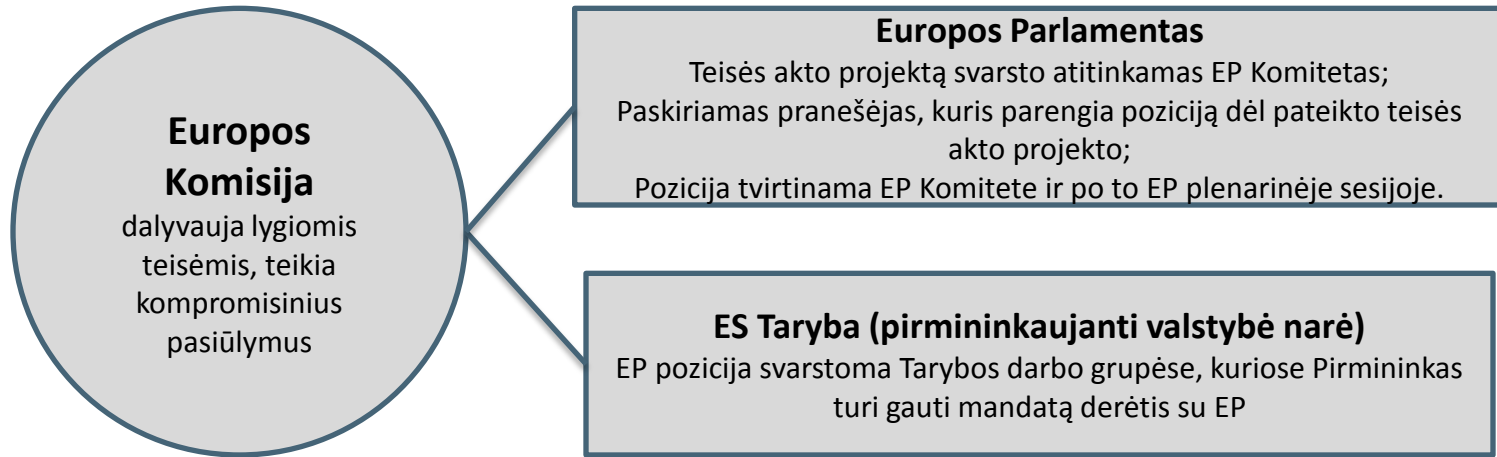 Europos
Komisija
dalyvauja lygiomis
teisėmis, teikia
kompromisinius
pasiūlymus
Europos Parlamentas
Teisės akto projektą svarsto atitinkamas EP Komitetas;
Paskiriamas pranešėjas, kuris parengia poziciją dėl pateikto teisės
akto projekto;
Pozicija tvirtinama EP Komitete ir po to EP plenarinėje sesijoje.
ES Taryba (pirmininkaujanti valstybė narė)
EP pozicija svarstoma Tarybos darbo grupėse, kuriose Pirmininkas
turi gauti mandatą derėtis su EP